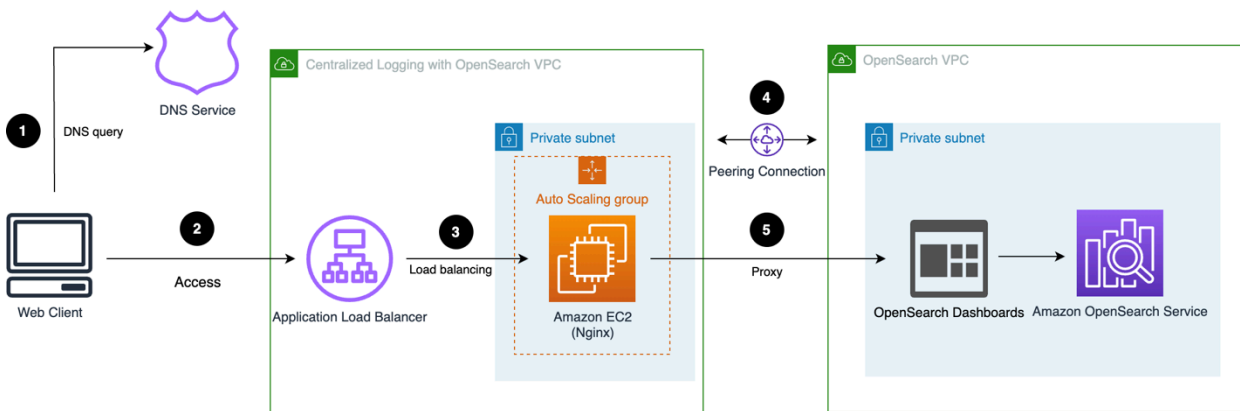 DNS Service
1
DNS query
Web Client
2
Access
Centralized Logging with OpenSearch VPC
Application Load Balancer
3
Load balancing
Private subnet
Auto Scaling group
Amazon EC2
(Nginx)
4
Peering Connection
5
Proxy
OpenSearch VPC
Private subnet
OpenSearch Dashboards
Amazon OpenSearch Service